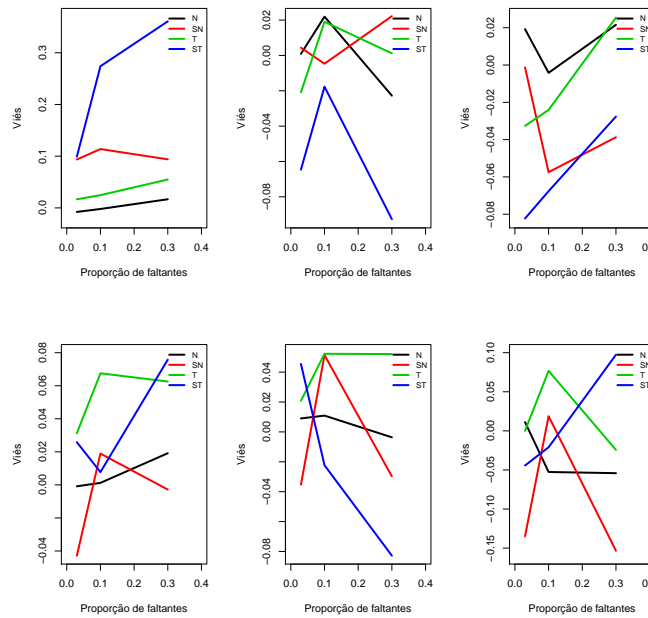 N
SN
T
ST
Viés
0.0 0.1 0.2 0.3
0.0 0.1 0.2 0.3 0.4
Proporção de faltantes
N
SN
T
ST
Viés
-0.08 -0.04 0.00 0.02
0.0 0.1 0.2 0.3 0.4
Proporção de faltantes
N
SN
T
ST
Viés
-0.08 -0.06 -0.04 -0.02 0.00 0.02
0.0 0.1 0.2 0.3
Proporção de faltantes
N
SN
T
ST
Viés
-0.04 0.00 0.02 0.04 0.06 0.08
0.0 0.1 0.2 0.3 0.4
Proporção de faltantes
N
SN
T
ST
Viés
-0.08 -0.04 0.00 0.04
0.0 0.1 0.2 0.3 0.4
Proporção de faltantes
N
SN
T
ST
Viés
-0.15 -0.10 -0.05 0.00 0.05 0.10
0.0 0.1 0.2 0.3
Proporção de faltantes